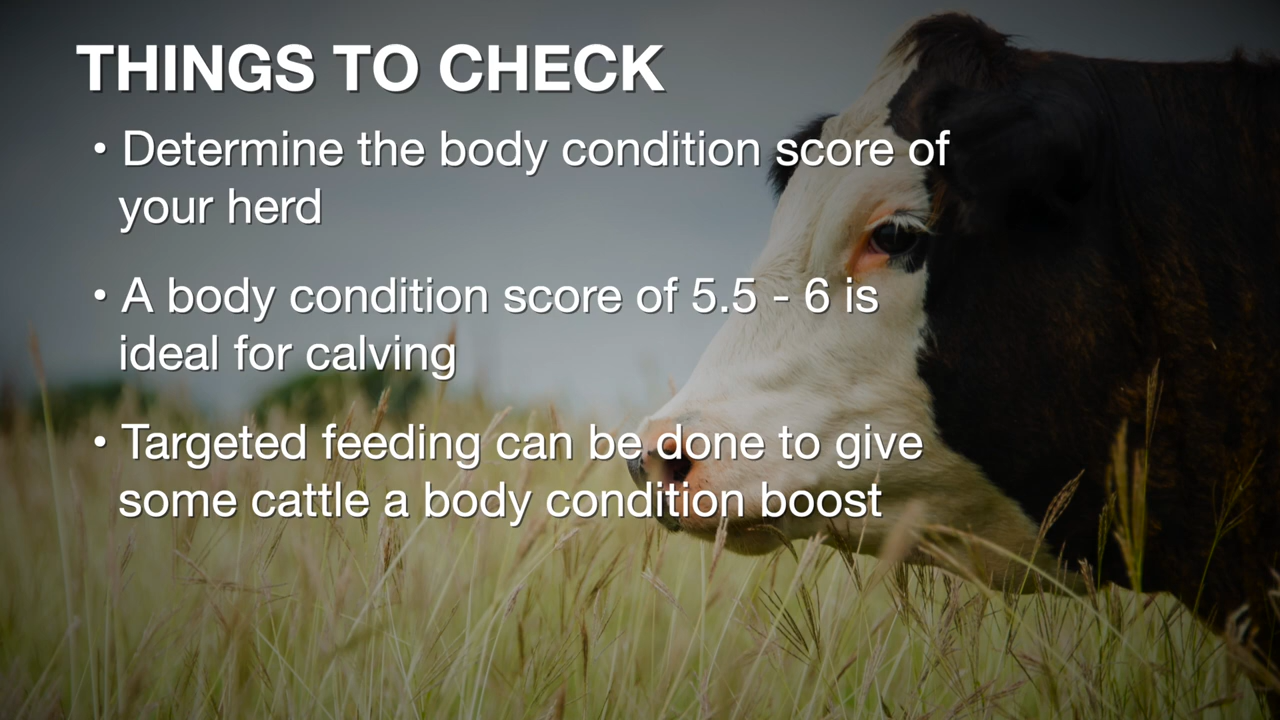 THINGS TO CHECK
• Determine the body condition score of
your herd
• A body condition score of 5.5 - 6 is
ideal for calving
• Targeted feeding can be done to give
some cattle a body condition boost